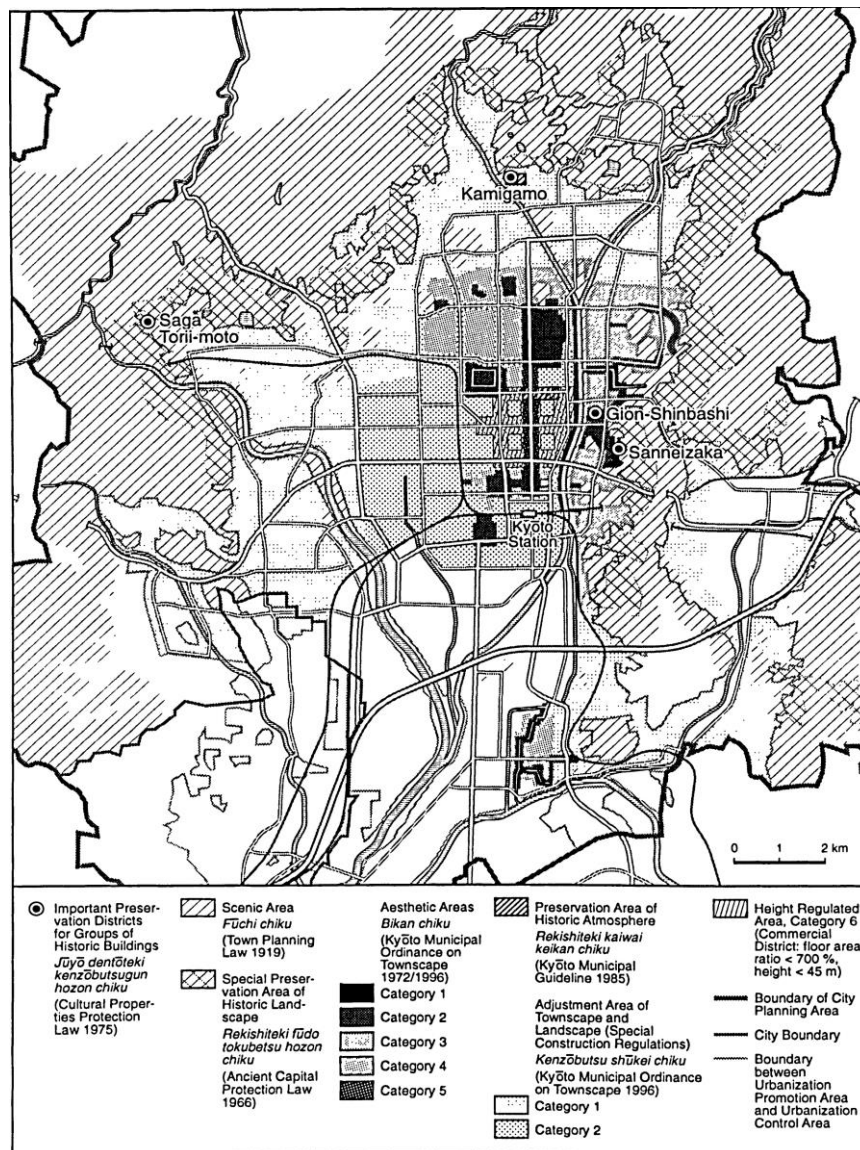 Kamigamo
Saga
Torii-moto
Gion-Shinbashi
Sanneizaka
Kyōto
Station
0 1 2 km
Important Preser-
vation Districts
for Groups of
Historic Buildings
Jūyō dentōteki
kenzōbutsugun
hozon chiku
(Cultural Proper-
ties Protection
Law 1975)
Scenic Area
Fūchi chiku
(Town Planning
Law 1919)
Special Preser-
vation Area of
Historic Land-
scape
Rekishiteki fūdo
tokubetsu hozon
chiku
(Ancient Capital
Protection Law
1966)
Aesthetic Areas
Bikan chiku
(Kyōto Municipal
Ordinance on
Townscape
1972/1996)
Category 1
Category 2
Category 3
Category 4
Category 5
Preservation Area of
Historic Atmosphere
Rekishiteki kaiwai
keikan chiku
(Kyōto Municipal
Guideline 1985)
Adjustment Area of
Townscape and
Landscape (Special
Construction Regulations)
Kenzōbutsu shūkei chiku
(Kyōto Municipal Ordinance
on Townscape 1996)
Category 1
Category 2
Height Regulated
Area, Category 6
(Commercial
District: floor area
ratio < 700 %,
height < 45 m)
Boundary of City
Planning Area
City Boundary
Boundary
between
Urbanization
Promotion Area
and Urbanization
Control Area